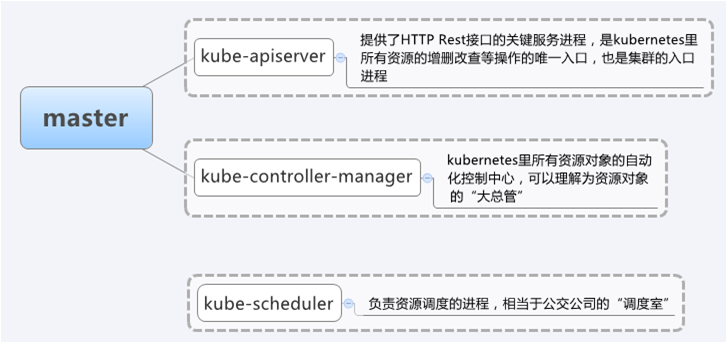 master
kube-apiserver
提供了HTTP Rest接口的关键服务进程，是kubernetes里
所有资源的增删改查等操作的唯一入口，也是集群的入口
进程
kube-controller-manager
kubernetes里所有资源对象的自动
化控制中心，可以理解为资源对象
的“大总管”
kube-scheduler
负责资源调度的进程，相当于公交公司的“调度室”